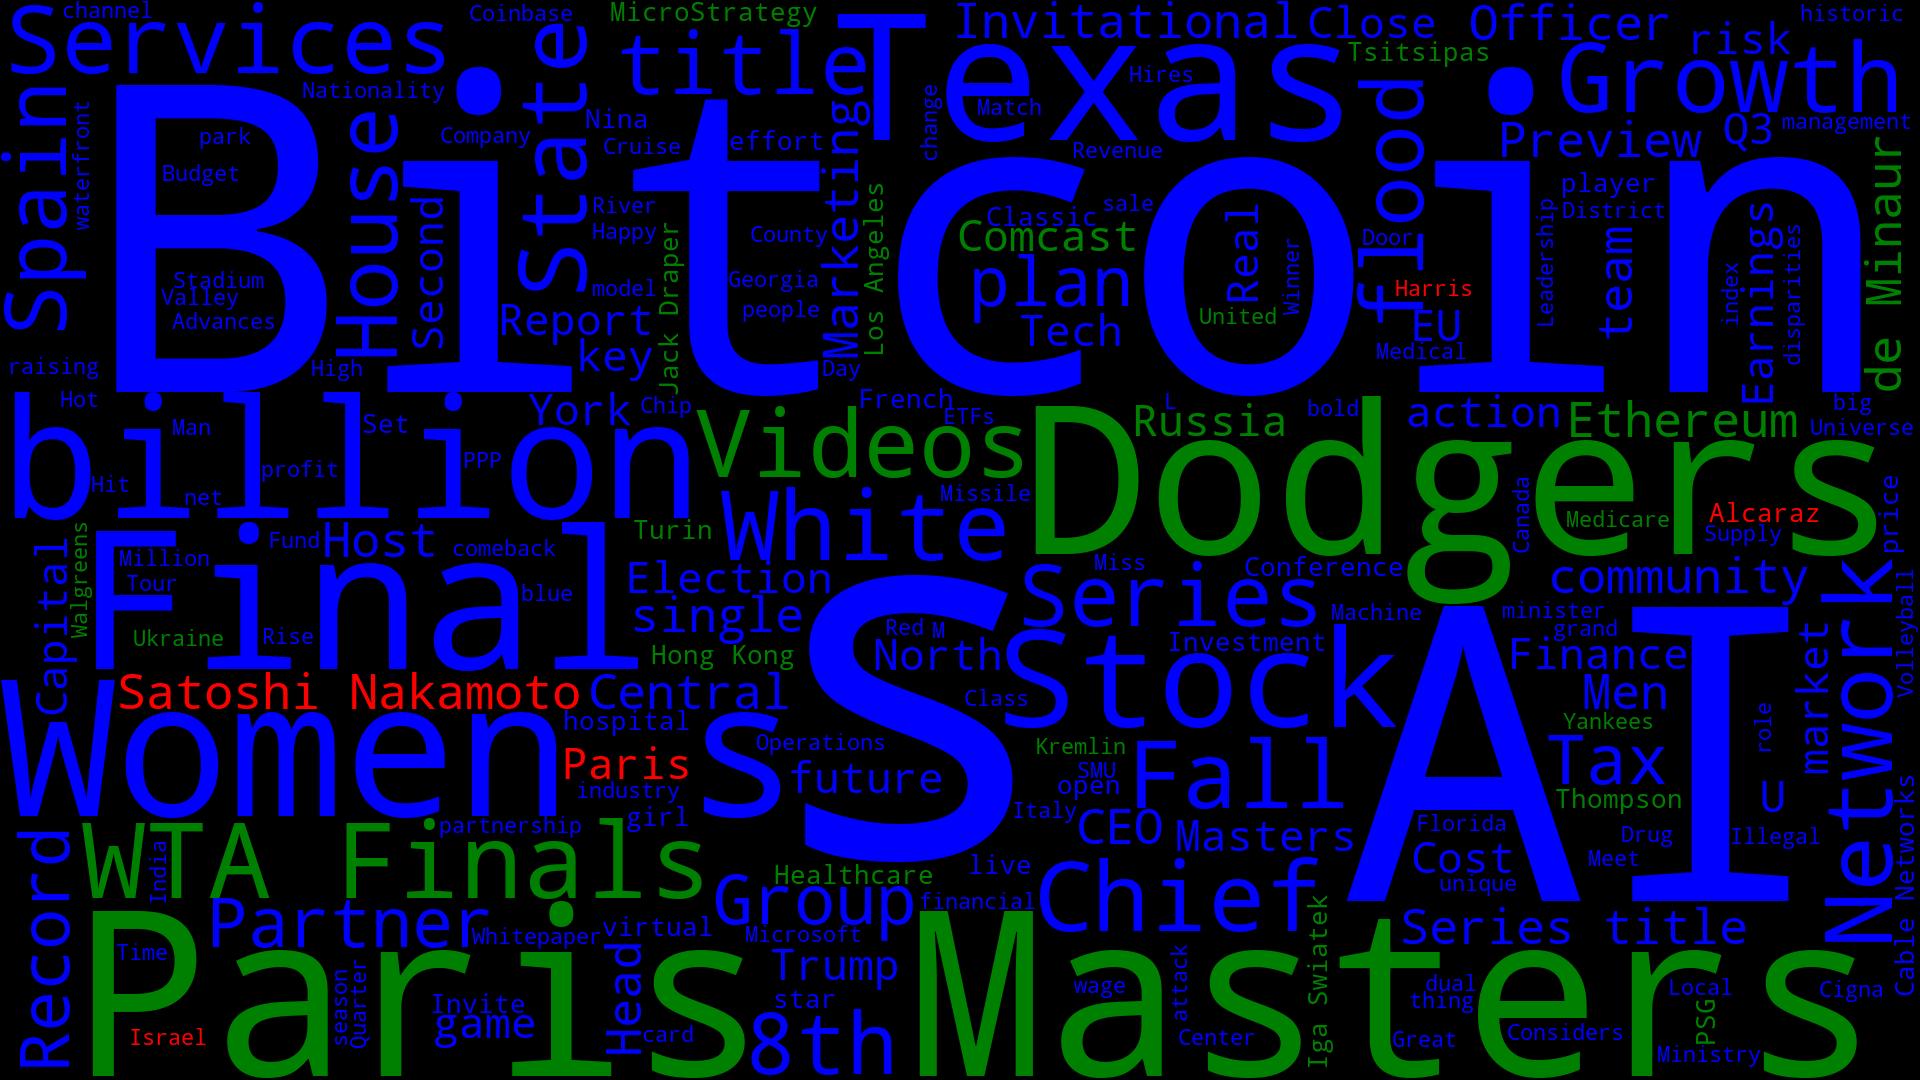 channel
Services
Coinbase
MicroStrategy
title
Texas
Invitational
Close
Officer
historic
risk
Growth
Tsitsipas
Spain
waterfront
Nationality
State
Hires
Match
change
Bitcoin
park
Budget
House
Company
Nina
Cruise
effort
Marketing
Revenue
flood
Preview
Q3
management
de Minaur
Second
River
Happy
Jack Draper
County
Los Angeles
Classic
sale
Comcast
Real
Winner
Door
player
District
Leadership
team
Earnings
disparities
index
Stadium
Valley
Advances
model
Georgia
people
plan
United
Harris
EU
Tech
Report
key
Medical
raising
High
Day
Hot
billion
Man
Set
York
Chip
French
ETFs
Videos
L
Russia
bold
action
Ethereum
big
Universe
Dodgers
Hit
net
profit
PPP
Missile
White
Canada
Medicare
Alcaraz
Supply
price
Turin
Walgreens
Capital
Final
Fund
Host
comeback
Million
Tour
blue
Election
Miss
Conference
Series
community
Network
Volleyball
single
Machine
minister
grand
Ukraine
Rise
Red
M
S
Stock
Investment
AI
Finance
market
Hong Kong
North
Men
Satoshi Nakamoto
Central
Class
Women
hospital
s
Operations
Kremlin
Yankees
role
Tax
Paris
future
SMU
open
Fall
Thompson
U
industry
girl
Italy
CEO
Masters
Florida
Drug
Illegal
Record
WTA Finals
partnership
India
Healthcare
live
Chief
Cost
Meet
unique
Cable Networks
Group
financial
Partner
Whitepaper
virtual
Microsoft
Iga Swiatek
Series title
Paris Masters
Time
season
Quarter
Head
Trump
star
wage
attack
dual
thing
Local
Cigna
Invite
game
card
8th
Israel
Center
Great
Considers
PSG
Ministry